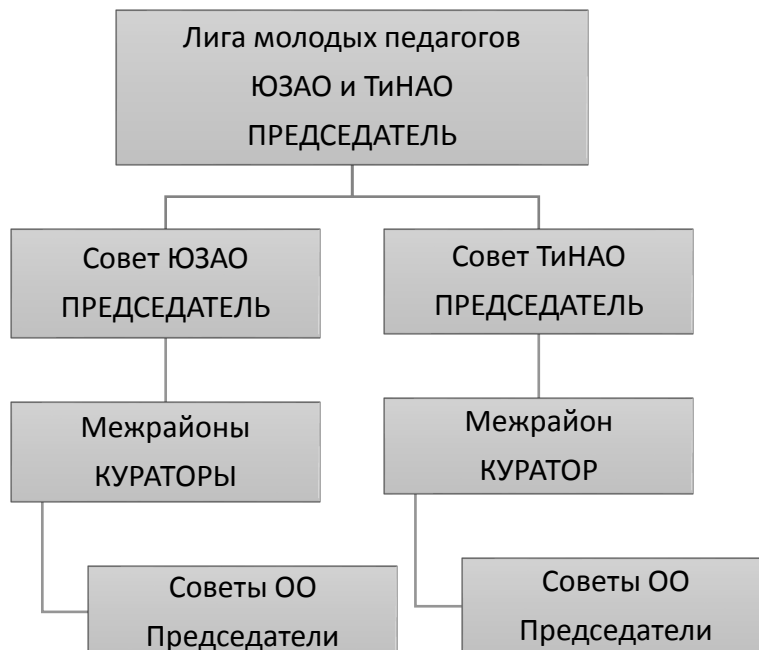 Лига молодых педагогов
ЮЗАО и ТиНАО
ПРЕДСЕДАТЕЛЬ
Совет ЮЗАО
ПРЕДСЕДАТЕЛЬ
Совет ТиНАО
ПРЕДСЕДАТЕЛЬ
Межрайоны
КУРАТОРЫ
Межрайон
КУРАТОР
Советы ОО
Председатели
Советы ОО
Председатели